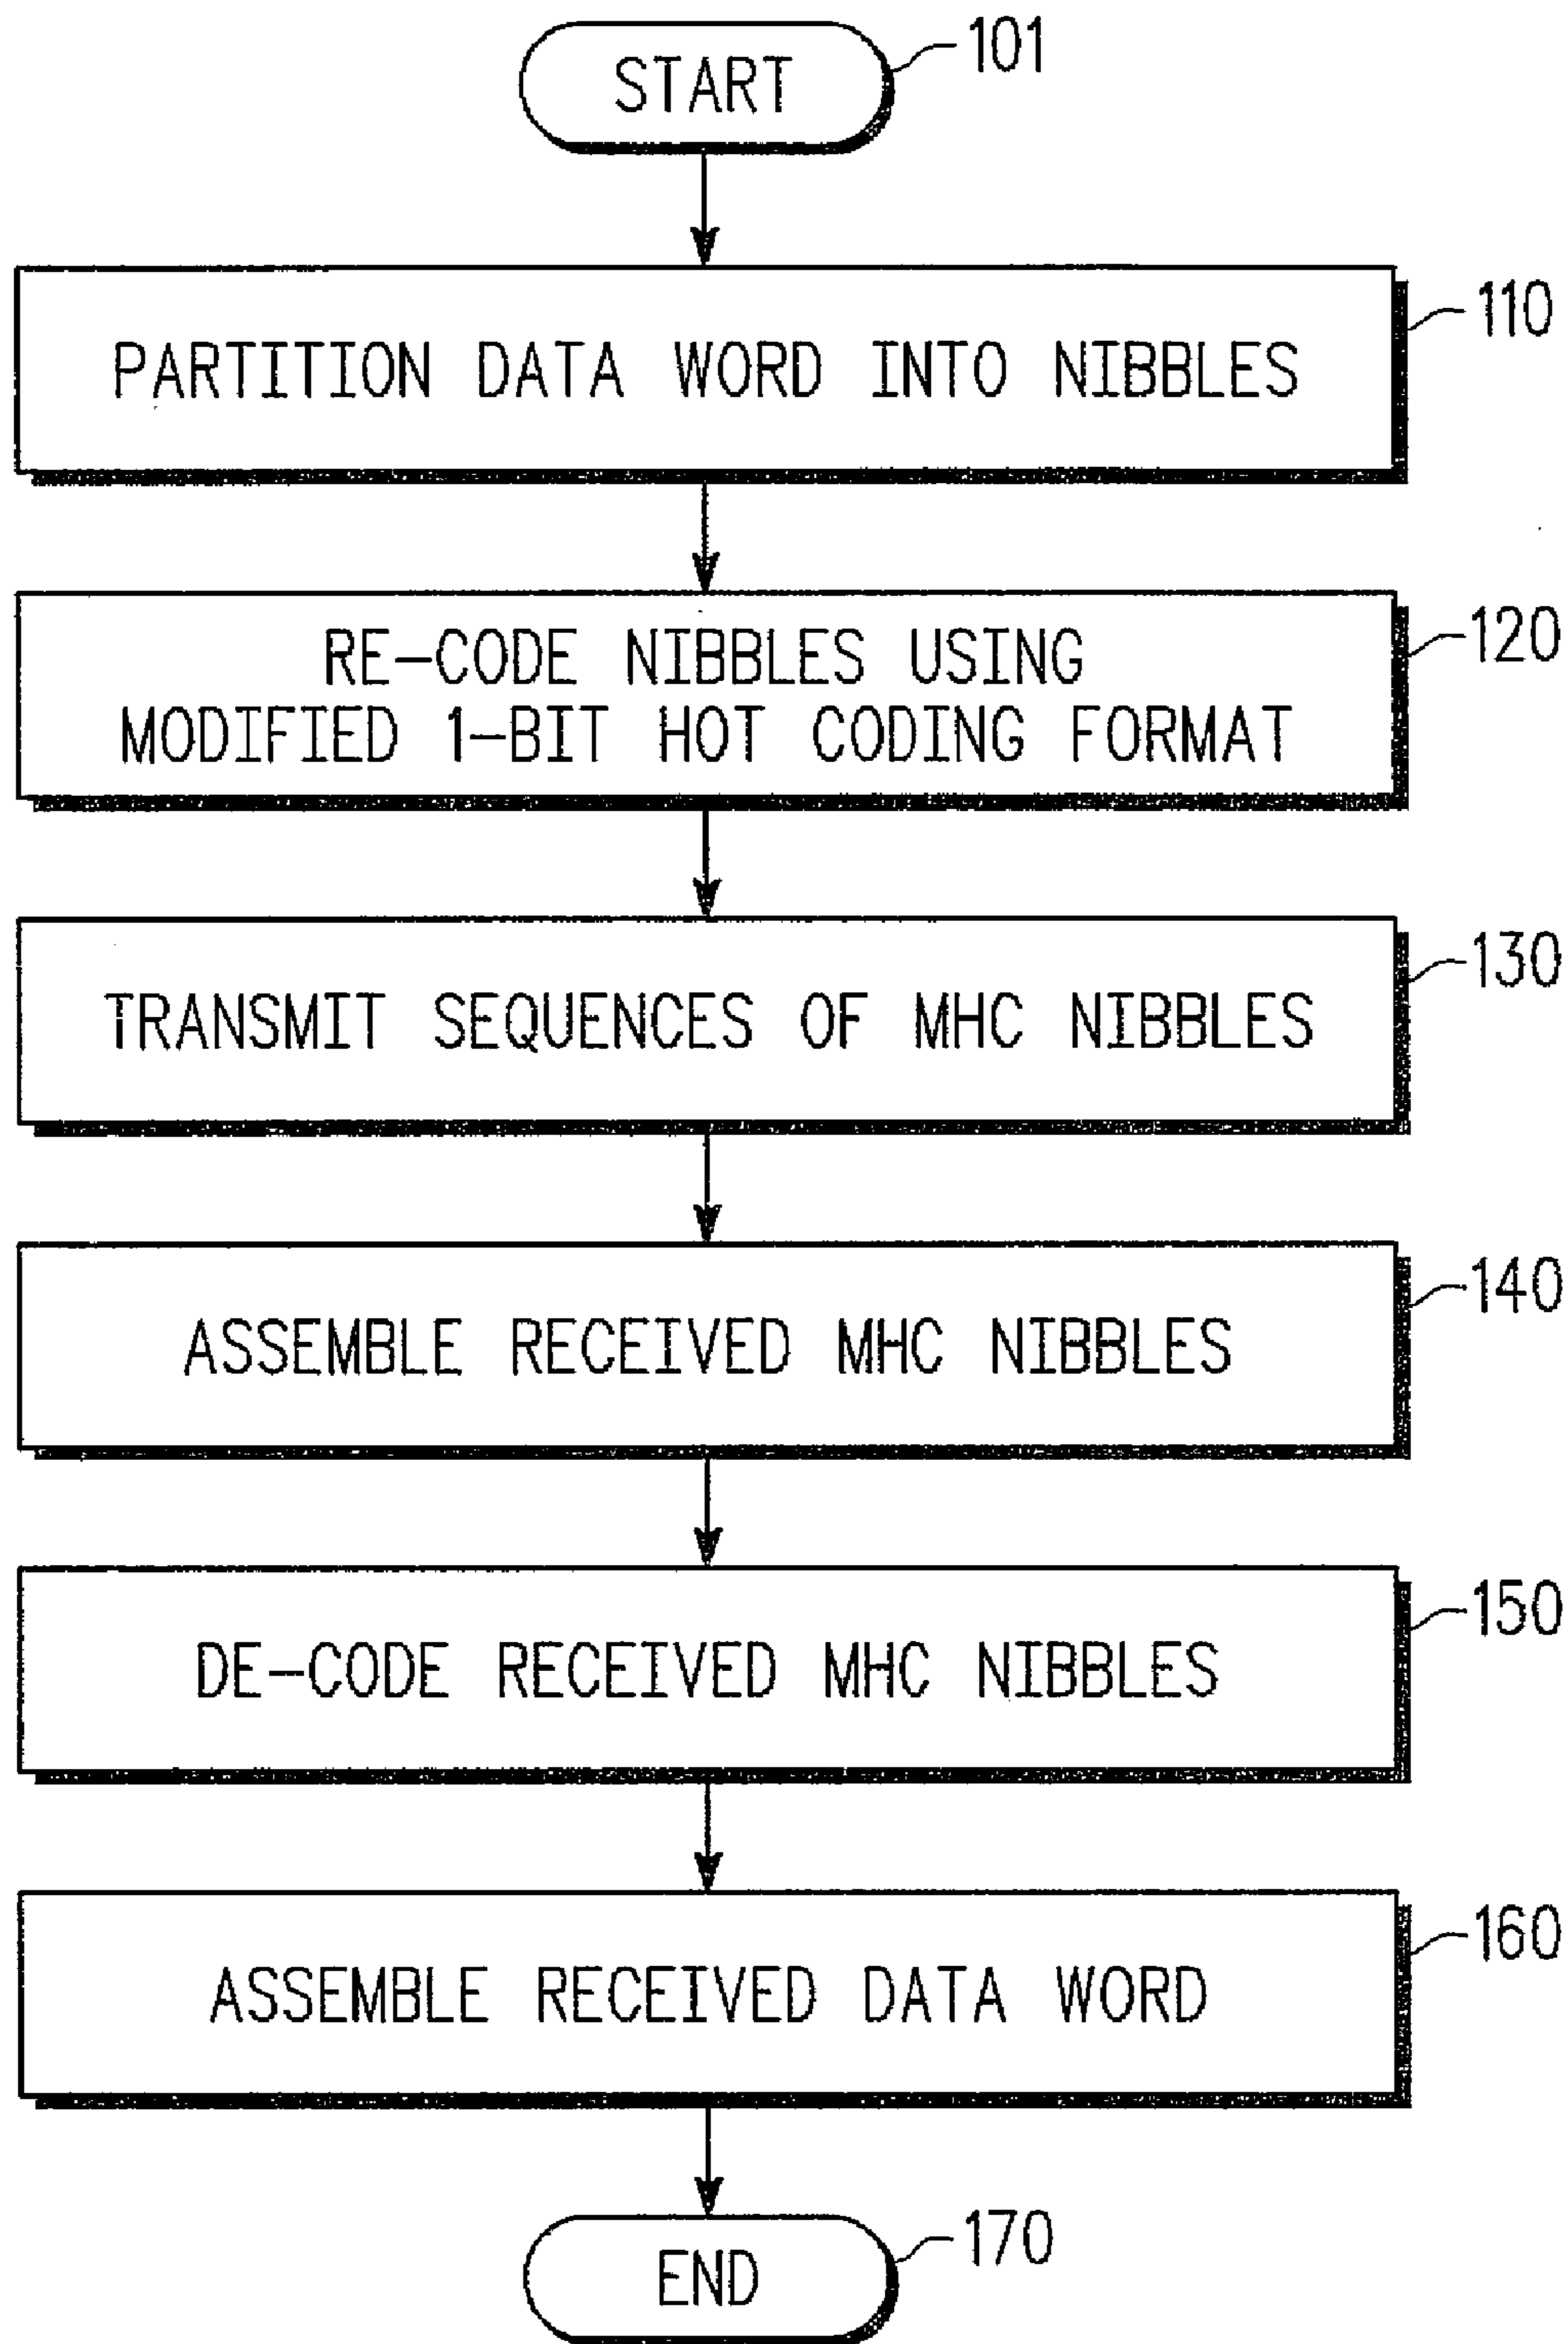 START
101
PARTITION DATA WORD INTO NIBBLES
110
RE-CODE NIBBLES USING
MODIFIED 1-BIT HOT CODING FORMAT
120
TRANSMIT SEQUENCES OF MHC NIBBLES
130
ASSEMBLE RECEIVED MHC NIBBLES
140
DE-CODE RECEIVED MHC NIBBLES
150
ASSEMBLE RECEIVED DATA WORD
160
END
170